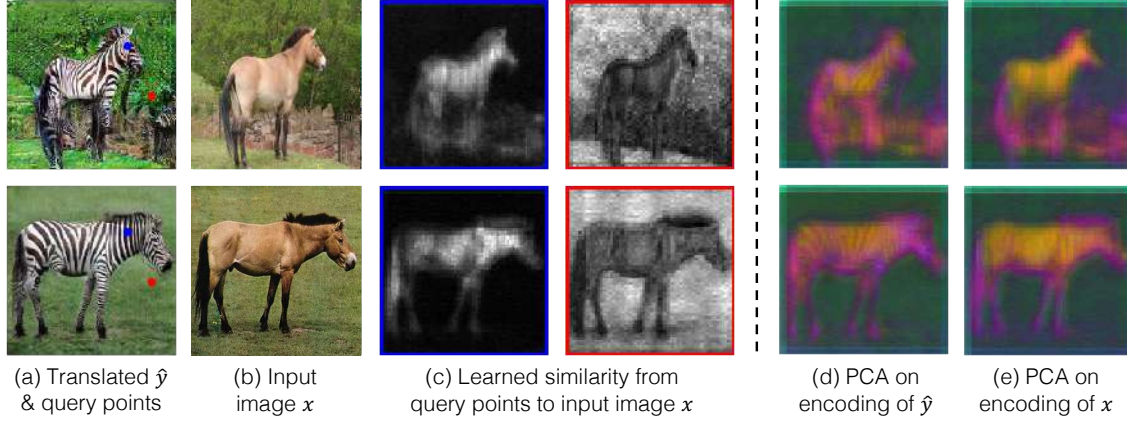 (a) Translated ŷ
& query points
(b) Input
image x
(c) Learned similarity from
query points to input image x
(d) PCA on
encoding of ŷ
(e) PCA on
encoding of x